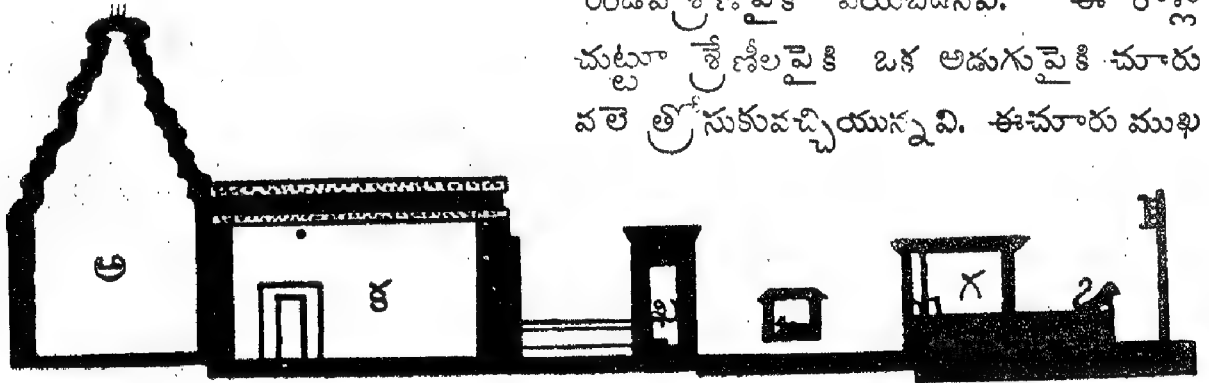 చుట్టూ శ్రేణీలపైకి ఒక అడుగుపైకి చూరు
వలె త్రోసుకువచ్చియున్నవి. ఈచూరు ముఖ
అ
క
గ